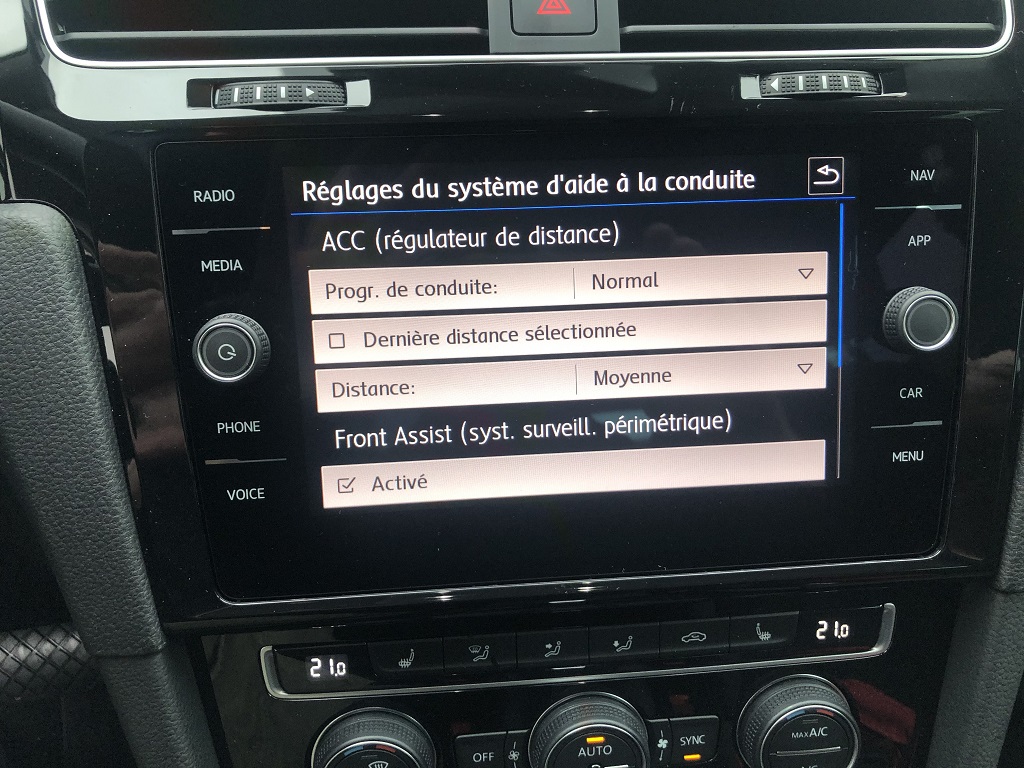 RADIO
MEDIA
PHONE
VOICE
Réglages du système d'aide à la conduite
ACC (régulateur de distance)
Progr. de conduite: Normal
Dernière distance sélectionnée
Distance: Moyenne
Front Assist (syst. surveill. périmétrique)
Activé
NAV
APP
CAR
MENU
21.0
21.0
OFF
AUTO
SYNC
MAX A/C